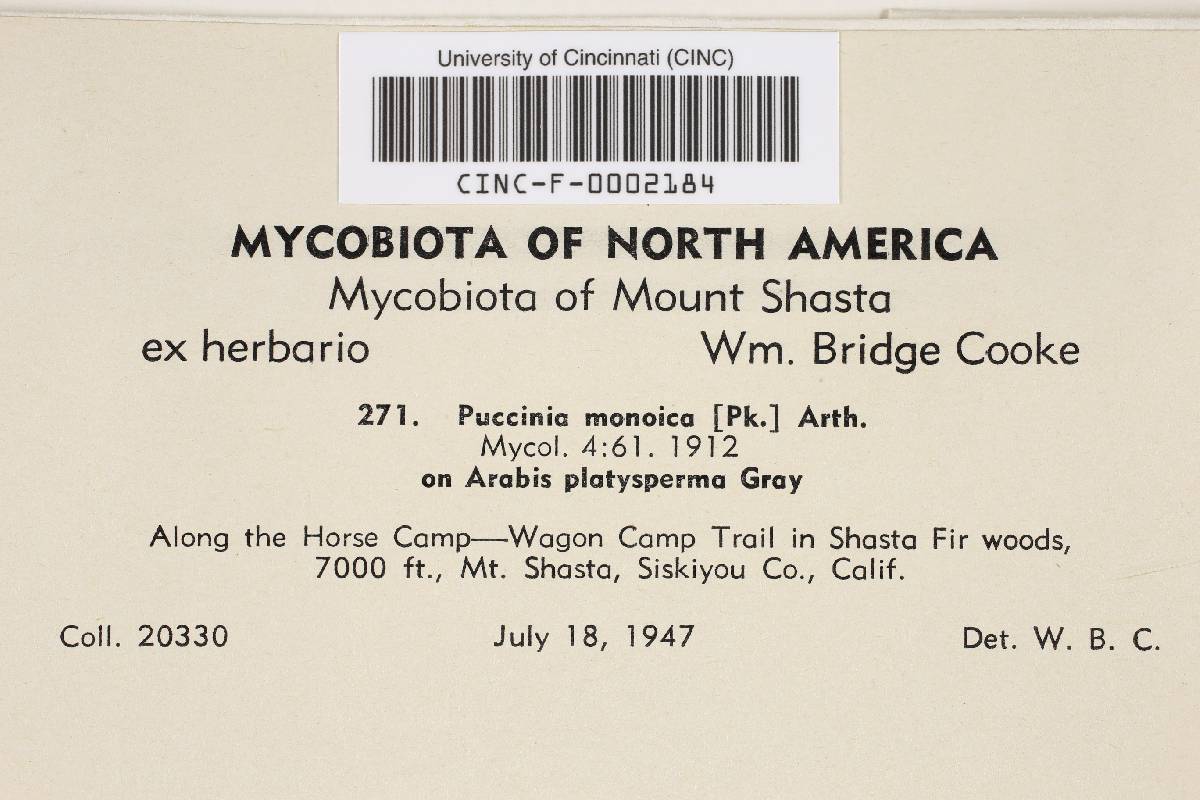 University of Cincinnati (CINC)
CINC-F-0002184
MYCOBIOTA OF NORTH AMERICA
Mycobiota of Mount Shasta
ex herbario Wm. Bridge Cooke
271. Puccinia monoica [Pk.] Arth.
Mycol. 4:61. 1912
on Arabis platysperma Gray
Along the Horse Camp—Wagon Camp Trail in Shasta Fir woods,
7000 ft., Mt. Shasta, Siskiyou Co., Calif.
Coll. 20330 July 18, 1947 Det. W. B. C.